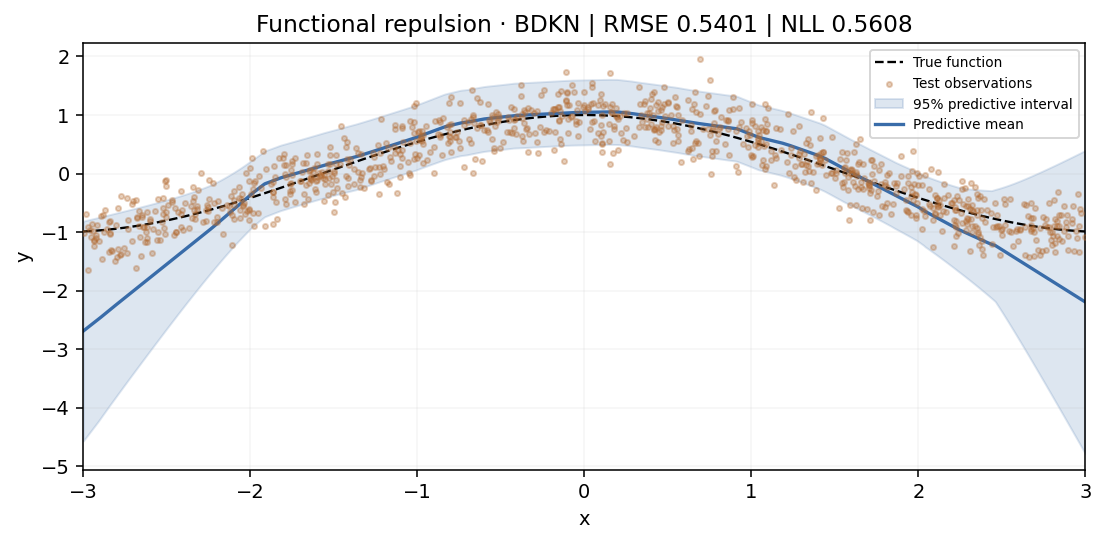 Functional repulsion · BDKN | RMSE 0.5401 | NLL 0.5608
True function
Test observations
95% predictive interval
Predictive mean
2
1
0
−1
−2
−3
−4
−5
y
−3 −2 −1 0 1 2 3
x